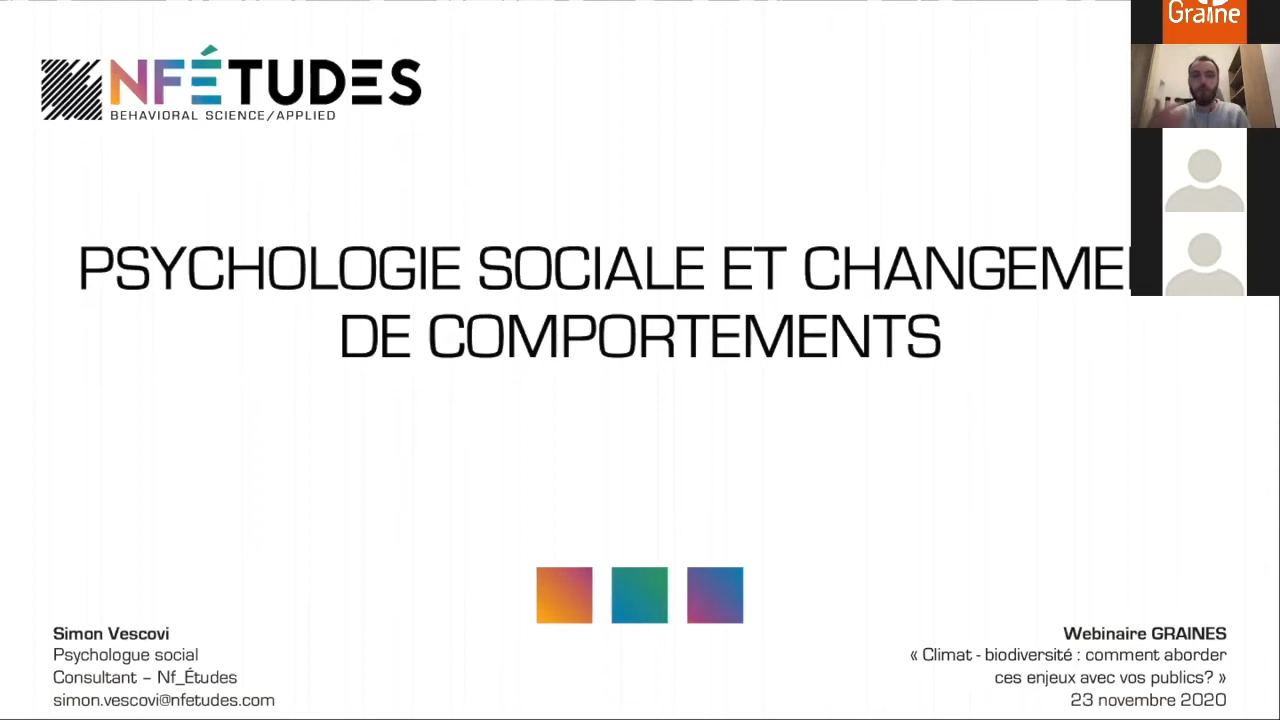 Graine
NFÉTUDES
BEHAVIORAL SCIENCE/APPLIED
PSYCHOLOGIE SOCIALE ET CHANGEME
DE COMPORTEMENTS
Simon Vescovi
Psychologue social
Consultant – Nf_Études
simon.vescovi@nfetudes.com
Webinaire GRAINES
« Climat - biodiversité : comment aborder
ces enjeux avec vos publics? »
23 novembre 2020